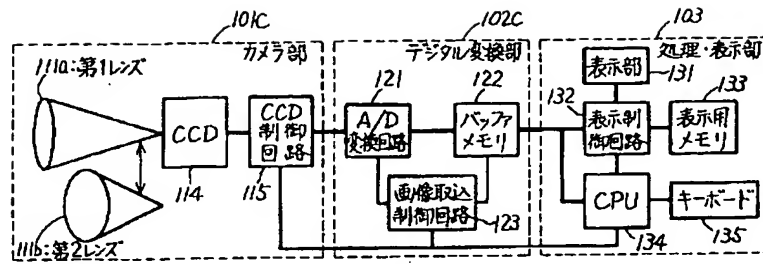 101C
102C
103
カメラ部
デジタル変換部
処理・表示部
111a:第1レンズ
111b:第2レンズ
CCD
114
CCD
制御
回路
115
121
A/D
変換回路
122
バッファ
メモリ
画像取込
制御回路
123
表示部
131
132
表示制
御回路
133
表示用
メモリ
CPU
134
キーボード
135